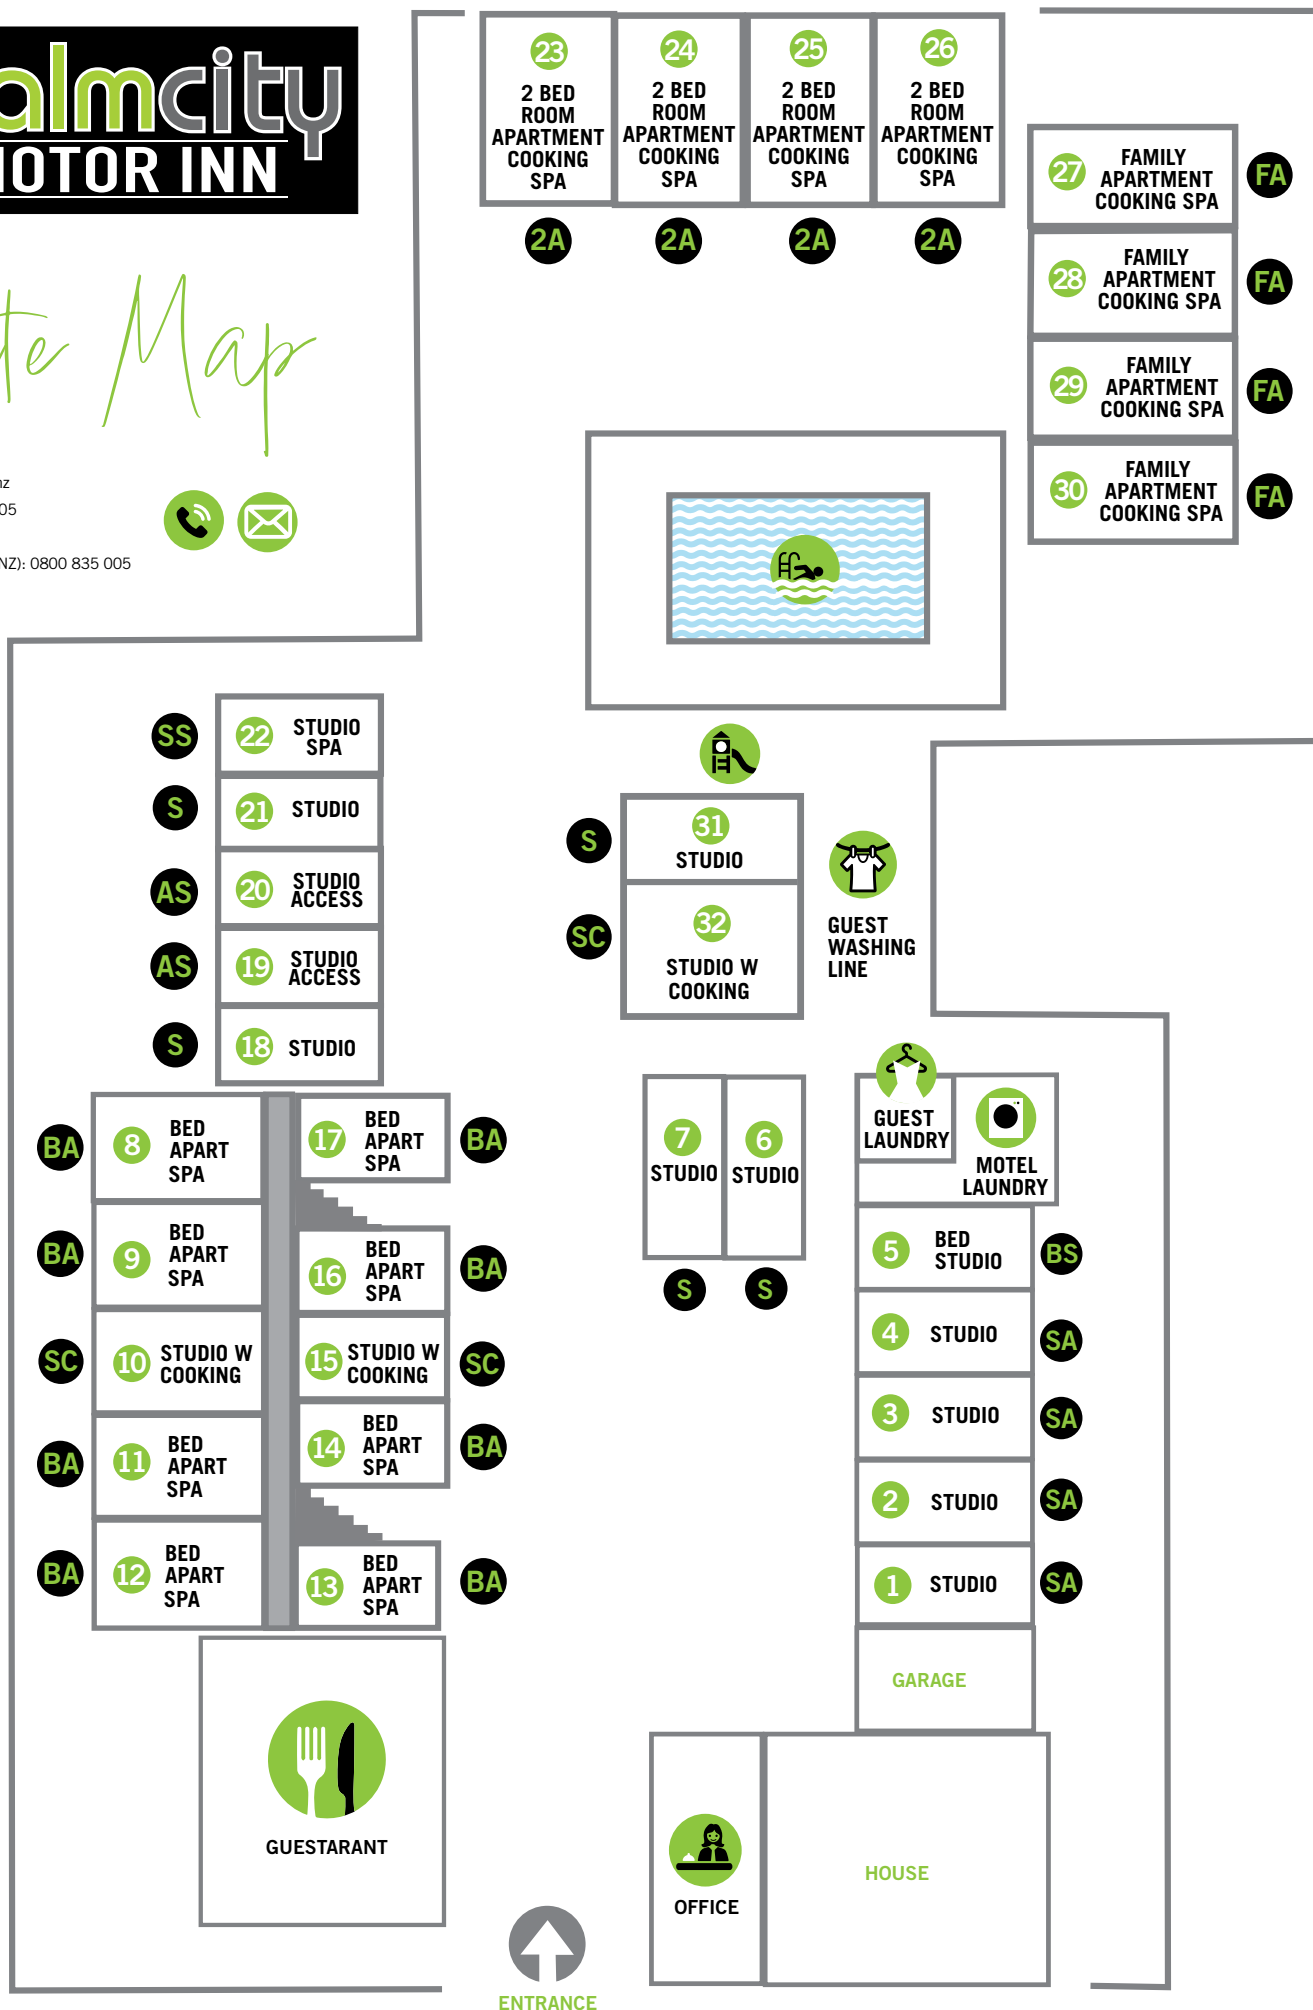 almcity
MOTOR INN
te Map
nz
05
NZ): 0800 835 005
23
2 BED
ROOM
APARTMENT
COOKING
SPA
2A
24
2 BED
ROOM
APARTMENT
COOKING
SPA
2A
25
2 BED
ROOM
APARTMENT
COOKING
SPA
2A
26
2 BED
ROOM
APARTMENT
COOKING
SPA
2A
27
FAMILY
APARTMENT
COOKING SPA
FA
28
FAMILY
APARTMENT
COOKING SPA
FA
29
FAMILY
APARTMENT
COOKING SPA
FA
30
FAMILY
APARTMENT
COOKING SPA
FA
SS
22
STUDIO
SPA
S
21
STUDIO
AS
20
STUDIO
ACCESS
AS
19
STUDIO
ACCESS
S
18
STUDIO
S
31
STUDIO
SC
32
STUDIO W
COOKING
GUEST
WASHING
LINE
BA
8
BED
APART
SPA
17
BED
APART
SPA
BA
BA
9
BED
APART
SPA
16
BED
APART
SPA
BA
SC
10
STUDIO W
COOKING
15
STUDIO W
COOKING
SC
BA
11
BED
APART
SPA
14
BED
APART
SPA
BA
BA
12
BED
APART
SPA
13
BED
APART
SPA
BA
7
STUDIO
S
6
STUDIO
S
GUEST
LAUNDRY
MOTEL
LAUNDRY
5
BED
STUDIO
BS
4
STUDIO
SA
3
STUDIO
SA
2
STUDIO
SA
1
STUDIO
SA
GARAGE
GUESTARANT
OFFICE
HOUSE
ENTRANCE